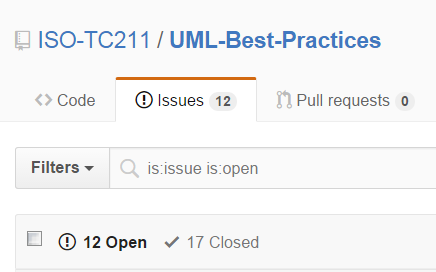 ISO-TC211 / UML-Best-Practices
Code Issues 12 Pull requests 0
Filters is:issue is:open
12 Open 17 Closed